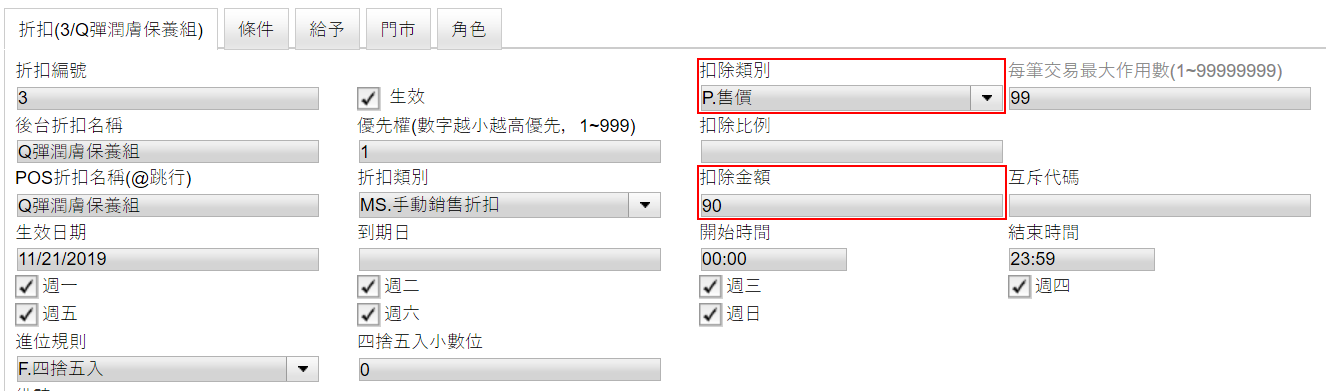 折扣(3/Q彈潤膚保養組) 條件 給予 門市 角色
折扣編號 扣除類別 每筆交易最大作用數(1~99999999)
3 生效 P.售價 99
後台折扣名稱 優先權(數字越小越高優先，1~999) 扣除比例
Q彈潤膚保養組 1
POS折扣名稱(@跳行) 折扣類別 扣除金額 互斥代碼
Q彈潤膚保養組 MS.手動銷售折扣 90
生效日期 到期日 開始時間 結束時間
11/21/2019 00:00 23:59
週一 週二 週三 週四
週五 週六 週日
進位規則 四捨五入小數位
F.四捨五入 0